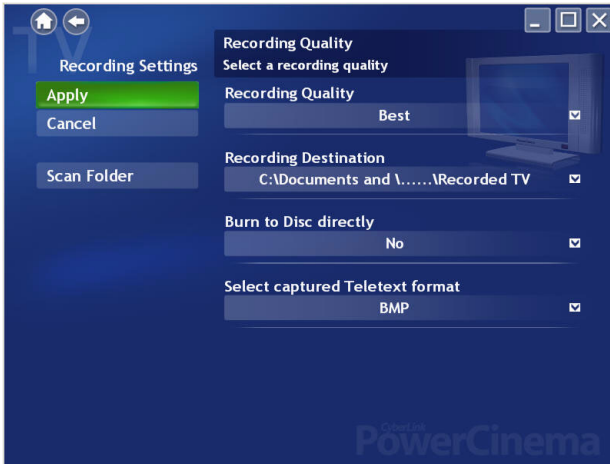 TV
Recording Settings
Apply
Cancel
Scan Folder
Recording Quality
Select a recording quality
Recording Quality
Best
Recording Destination
C:\Documents and \......\Recorded TV
Burn to Disc directly
No
Select captured Teletext format
BMP
CyberLink
PowerCinema